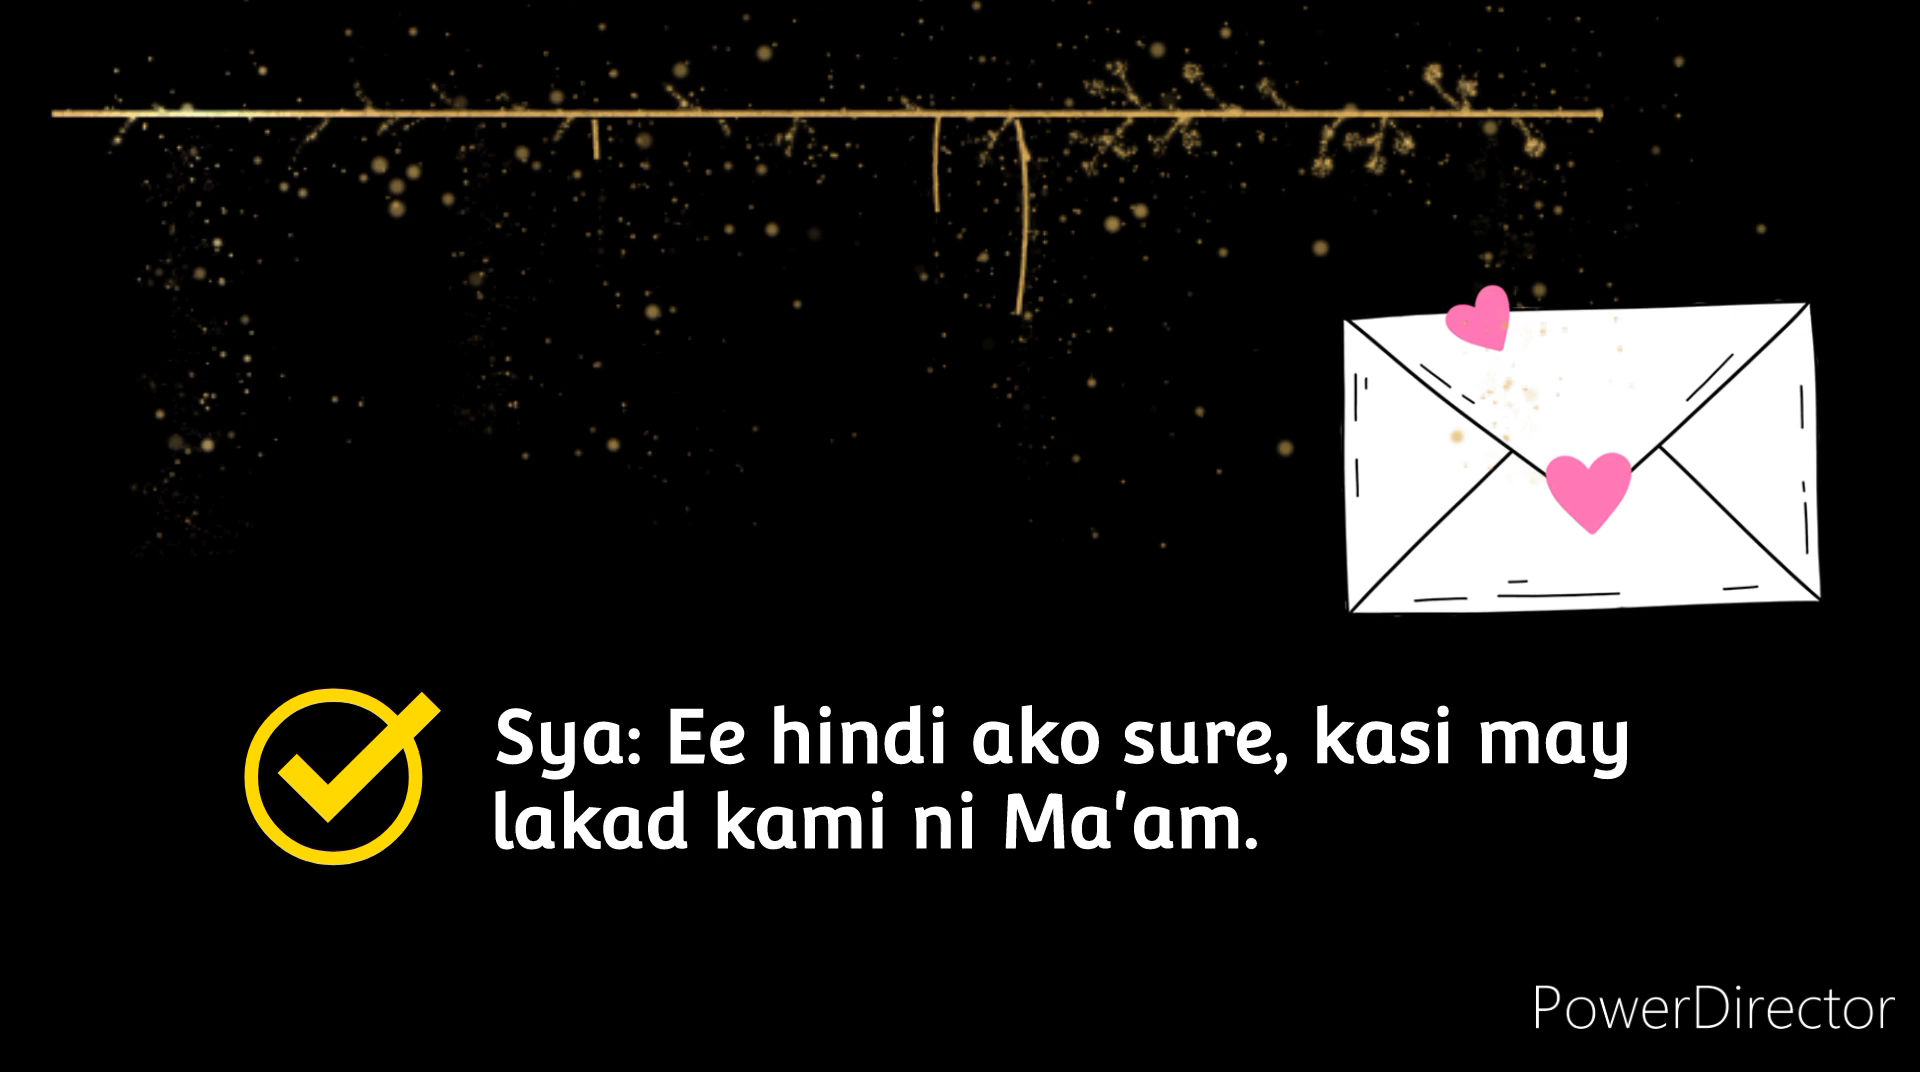 Sya: Ee hindi ako sure, kasi may
lakad kami ni Ma'am.
PowerDirector